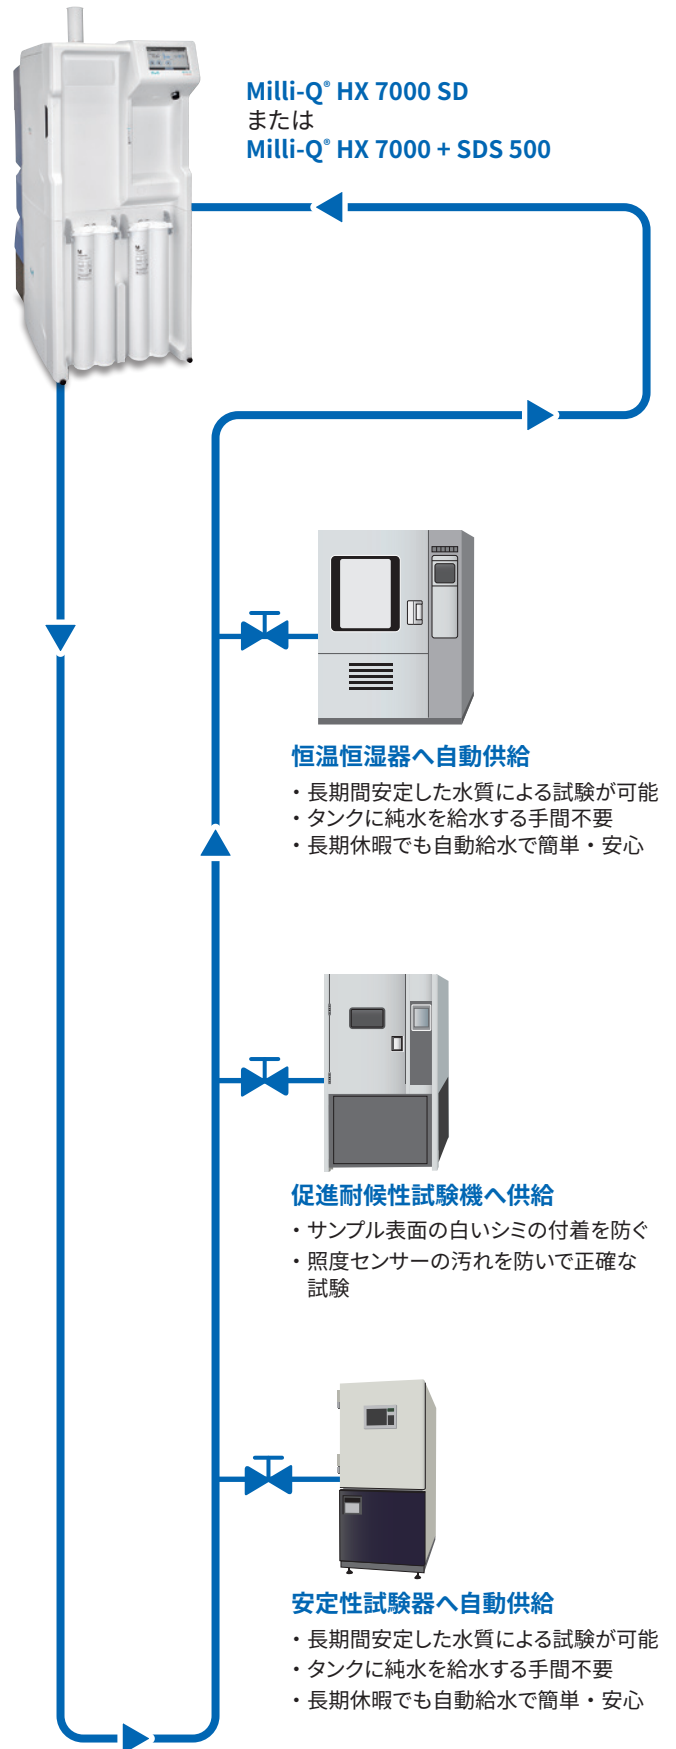 Milli-Q® HX 7000 SD
または
Milli-Q® HX 7000 + SDS 500
恒温恒湿器へ自動供給
・長期間安定した水質による試験が可能
・タンクに純水を給水する手間不要
・長期休暇でも自動給水で簡単・安心
促進耐候性試験機へ供給
・サンプル表面の白いシミの付着を防ぐ
・照度センサーの汚れを防いで正確な
試験
安定性試験器へ自動供給
・長期間安定した水質による試験が可能
・タンクに純水を給水する手間不要
・長期休暇でも自動給水で簡単・安心